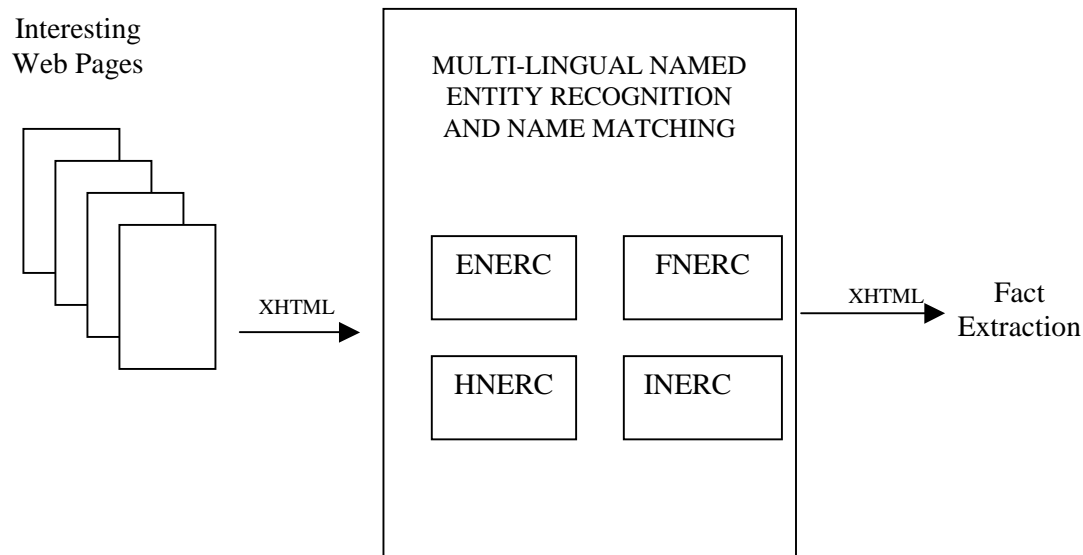 Interesting
Web Pages
MULTI-LINGUAL NAMED
ENTITY RECOGNITION
AND NAME MATCHING
ENERC
FNERC
XHTML
XHTML
Fact
Extraction
HNERC
INERC